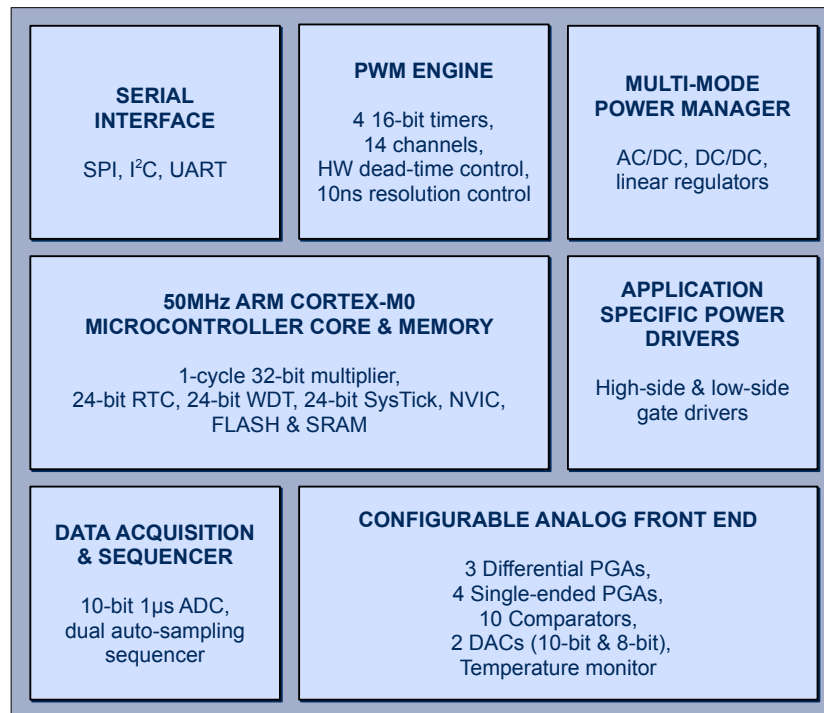 SERIAL
INTERFACE
SPI, I²C, UART
PWM ENGINE
4 16-bit timers,
14 channels,
HW dead-time control,
10ns resolution control
MULTI-MODE
POWER MANAGER
AC/DC, DC/DC,
linear regulators
50MHz ARM CORTEX-M0
MICROCONTROLLER CORE & MEMORY
1-cycle 32-bit multiplier,
24-bit RTC, 24-bit WDT, 24-bit SysTick, NVIC,
FLASH & SRAM
APPLICATION
SPECIFIC POWER
DRIVERS
High-side & low-side
gate drivers
DATA ACQUISITION
& SEQUENCER
10-bit 1µs ADC,
dual auto-sampling
sequencer
CONFIGURABLE ANALOG FRONT END
3 Differential PGAs,
4 Single-ended PGAs,
10 Comparators,
2 DACs (10-bit & 8-bit),
Temperature monitor